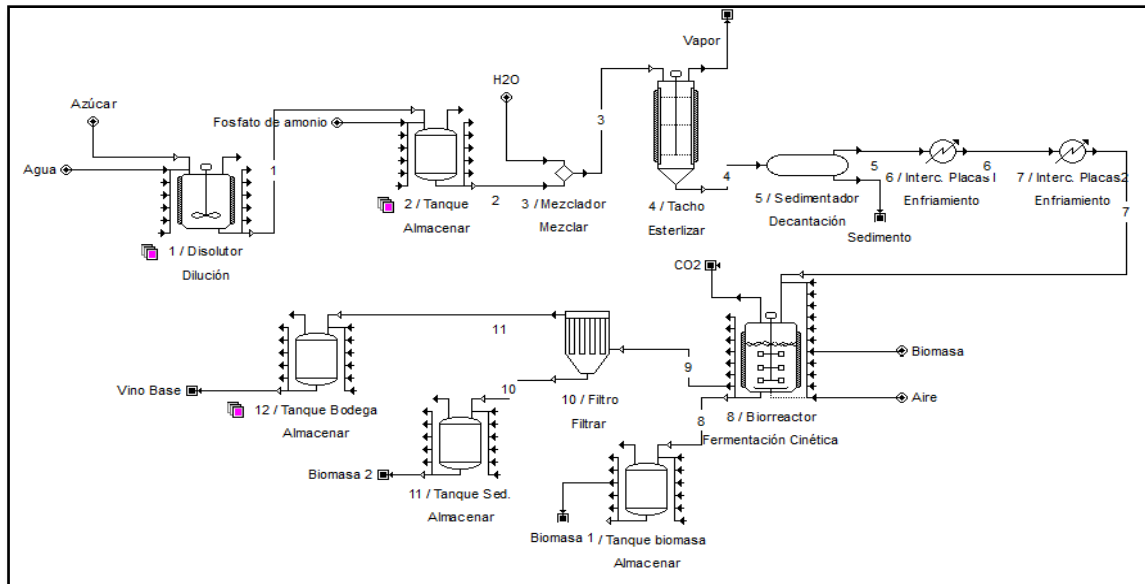 Vapor
H2O
Azúcar
Fosfato de amonio
3
Agua
1
2
4
5
6
2 / Tanque
Almacenar
3 / Mezclador
Mezclar
4 / Tacho
Esterlizar
5 / Sedimentador
Decantación
6 / Interc. Placas1
Enfriamiento
7 / Interc. Placas2
Enfriamiento
7
Sedimento
1 / Disolutor
Dilución
CO2
11
Biomasa
9
Vino Base
10
Aire
12 / Tanque Bodega
Almacenar
10 / Filtro
Filtrar
8 / Biorreactor
Fermentación Cinética
8
Biomasa 2
11 / Tanque Sed.
Almacenar
Biomasa 1
/ Tanque biomasa
Almacenar